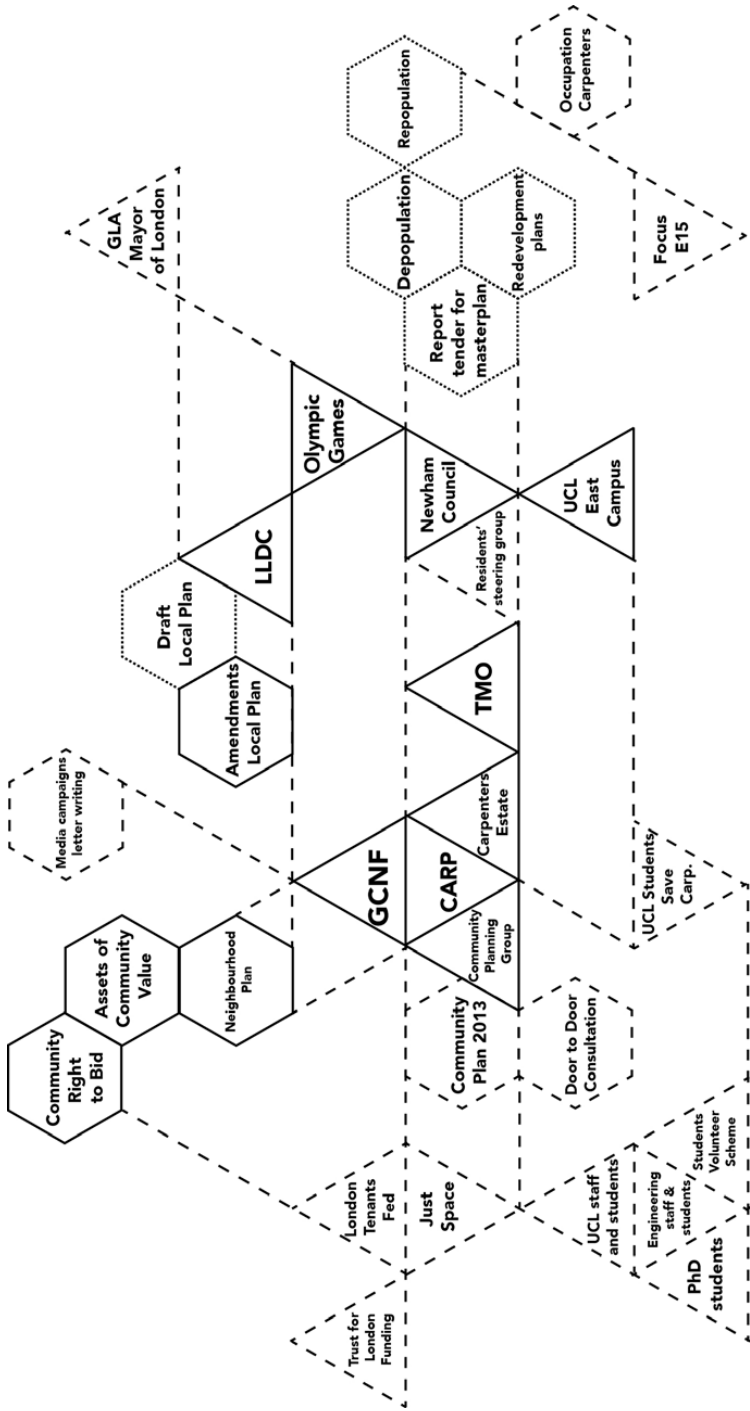 Media campaigns
letter writing
Community
Right
to Bid
Assets of
Community
Value
Neighbourhood
Plan
Draft
Local Plan
Amendments
Local Plan
GLA
Mayor
of London
LLDC
Olympic
Games
Trust for
London
Funding
London
Tenants
Fed
Just
Space
GCNF
CARP
Community
Planning
Group
Carpenters
Estate
TMO
Community
Plan 2013
Door to Door
Consultation
Newham
Council
Residents'
steering group
UCL
East
Campus
Report
tender for
masterplan
Depopulation
Redevelopment
plans
Repopulation
Occupation
Carpenters
Focus
E15
UCL staff
and students
Engineering
staff &
students
PhD
students
Students
Volunteer
Scheme
UCL Students
Save
Carp.